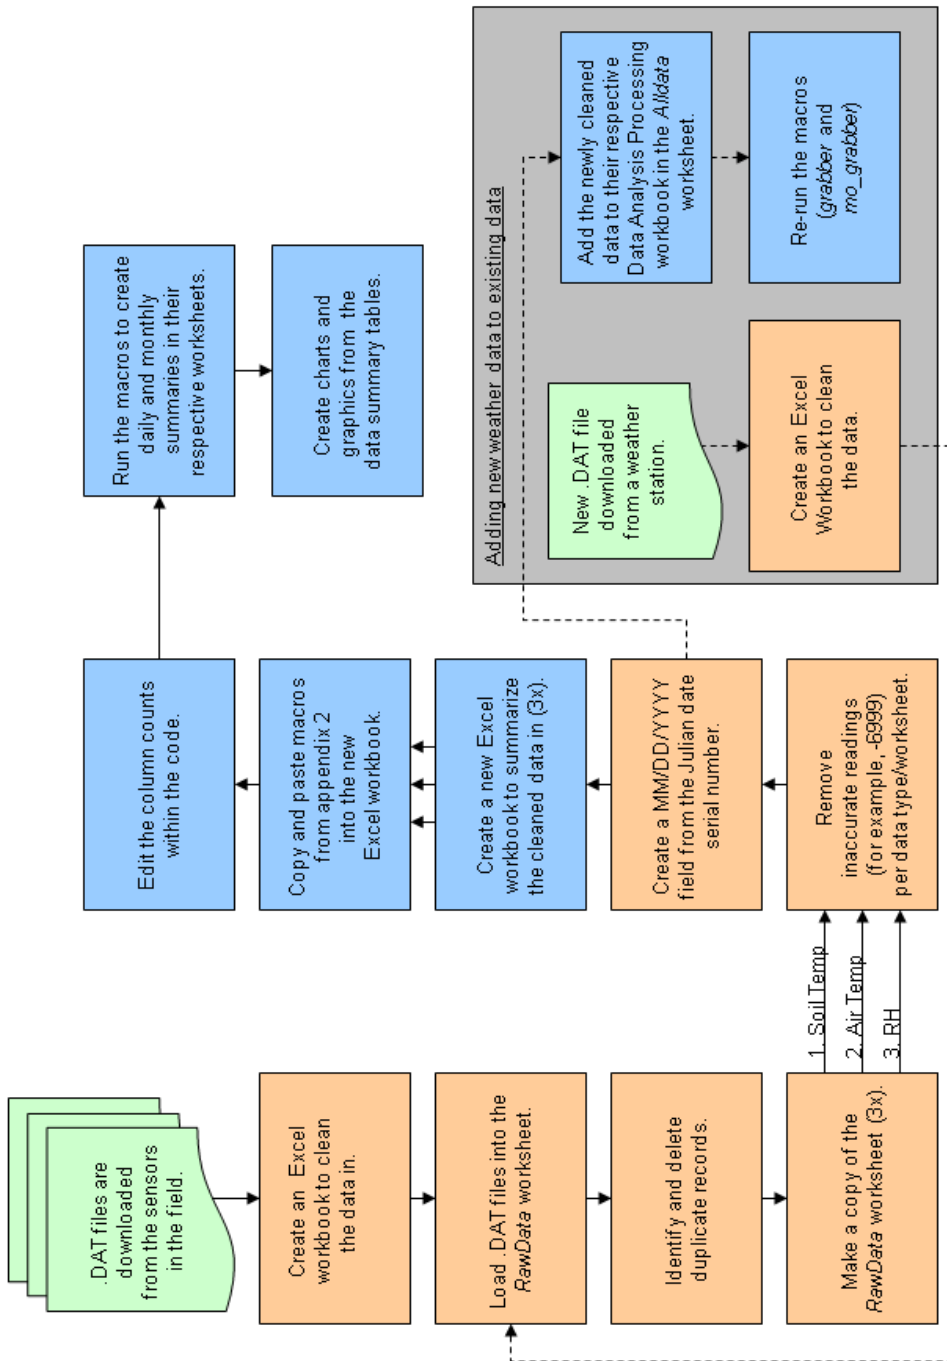 .DAT files are
downloaded
from the sensors
in the field.
Create an Excel
workbook to clean
the data in.
Load .DAT files into the
RawData worksheet.
Identify and delete
duplicate records.
Make a copy of the
RawData worksheet (3x).
1. Soil Temp
2. Air Temp
3. RH
Remove
inaccurate readings
(for example, -6999)
per data type/worksheet.
Create a MM/DD/YYYY
field from the Julian date
serial number.
Create a new Excel
workbook to summarize
the cleaned data in (3x).
Copy and paste macros
from appendix 2
into the new
Excel workbook.
Edit the column counts
within the code.
Run the macros to create
daily and monthly
summaries in their
respective worksheets.
Create charts and
graphics from the
data summary tables.
Adding new weather data to existing data
New .DAT file
downloaded
from a weather
station.
Create an Excel
Workbook to clean
the data.
Add the newly cleaned
data to their respective
Data Analysis Processing
workbook in the Alldata
worksheet.
Re-run the macros
(grabber and
mo_grabber)